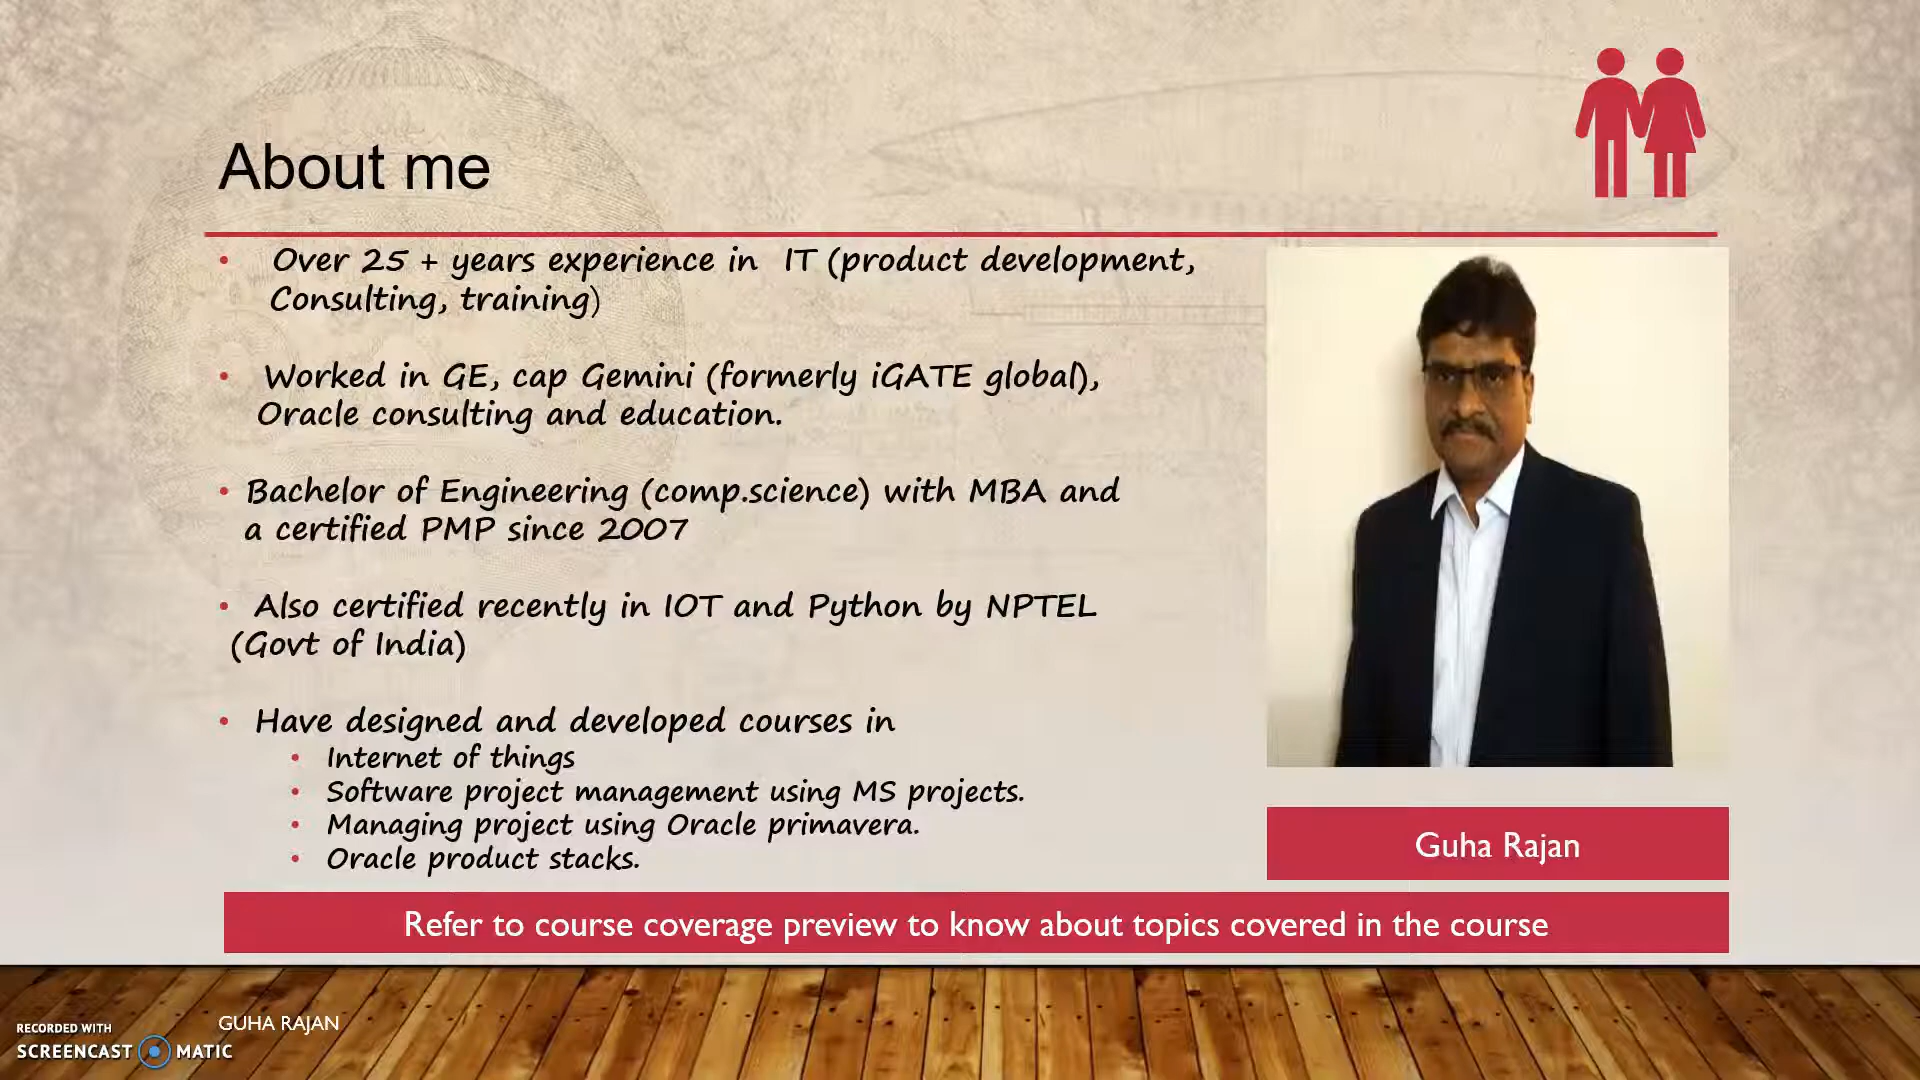 About me
• Over 25 + years experience in IT (product development,
Consulting, training)
• Worked in GE, cap Gemini (formerly iGATE global),
Oracle consulting and education.
• Bachelor of Engineering (comp.science) with MBA and
a certified PMP since 2007
• Also certified recently in IOT and Python by NPTEL
(Govt of India)
• Have designed and developed courses in
• Internet of things
• Software project management using MS projects.
• Managing project using Oracle primavera.
• Oracle product stacks.
Guha Rajan
Refer to course coverage preview to know about topics covered in the course
GUHA RAJAN
RECORDED WITH
SCREENCAST MATIC